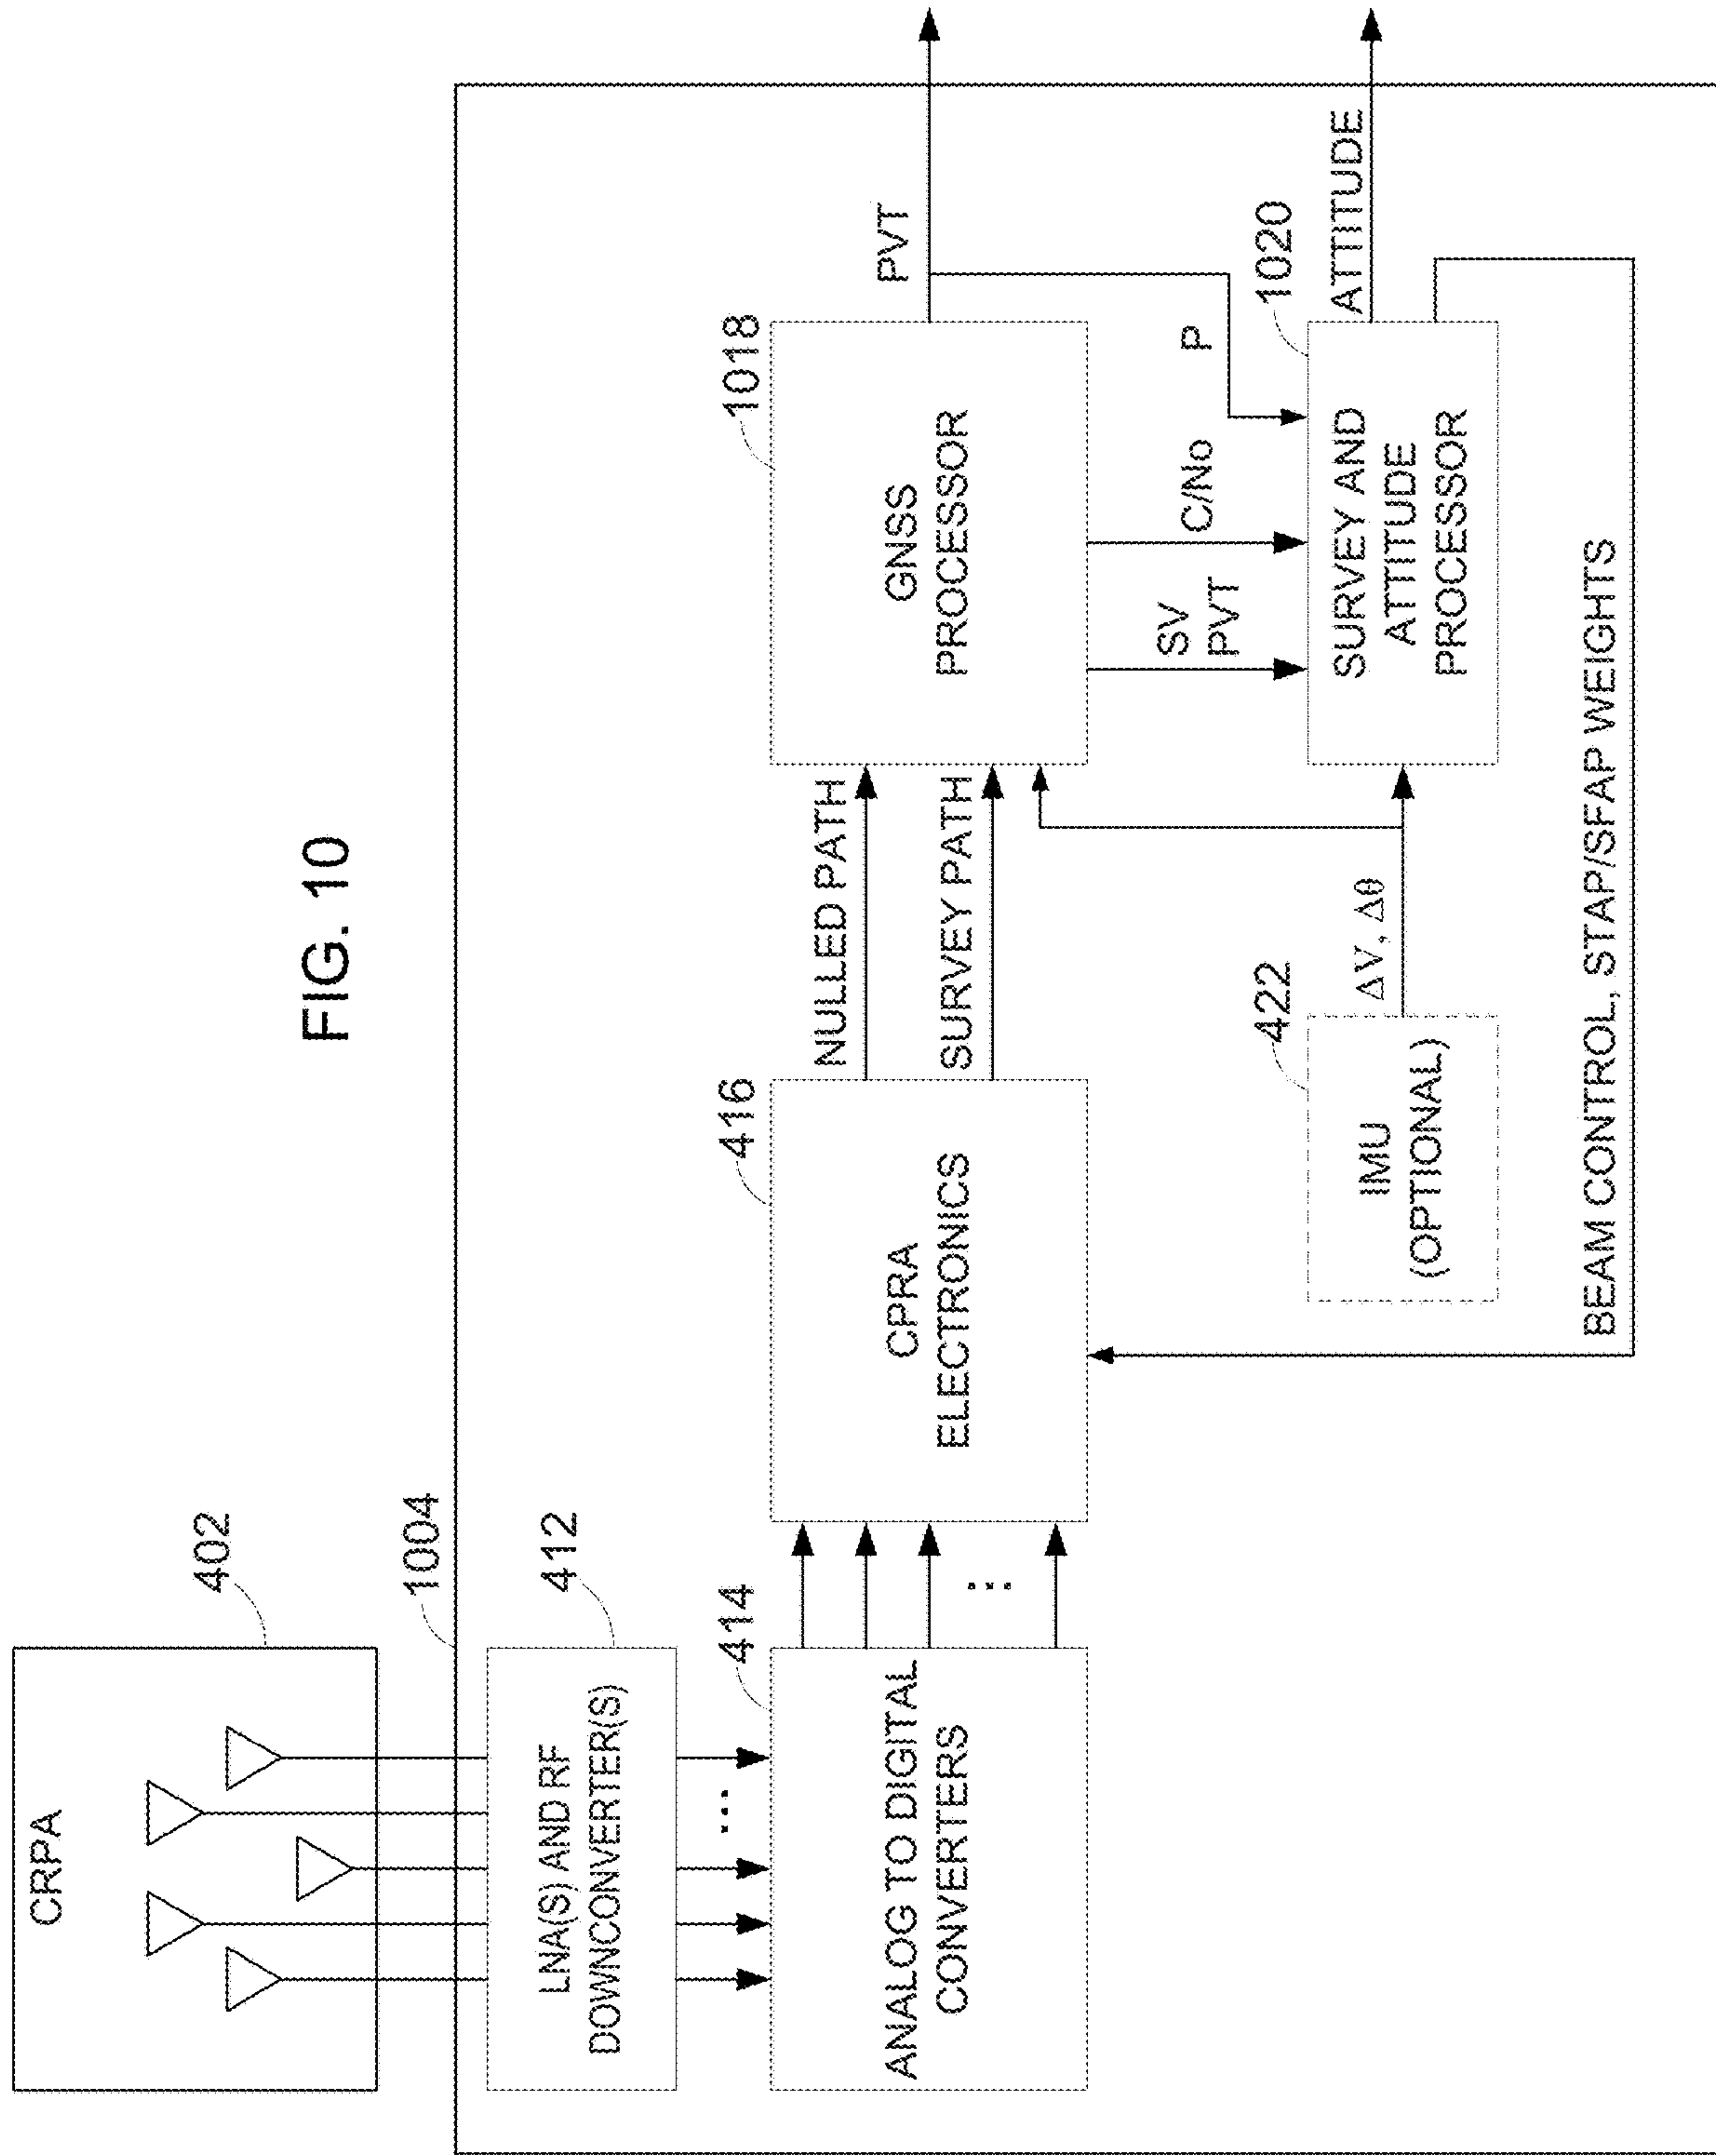 FIG. 10
CRPA
402
1004
LNA(S) AND RF
DOWNCONVERTER(S)
412
414
ANALOG TO DIGITAL
CONVERTERS
...
...
416
CPRA
ELECTRONICS
NULLED PATH
SURVEY PATH
1018
GNSS
PROCESSOR
PVT
P
C/No
SV
PVT
1020
SURVEY AND
ATTITUDE
PROCESSOR
ATTITUDE
422
IMU
(OPTIONAL)
ΔV, Δθ
BEAM CONTROL, STAP/SFAP WEIGHTS